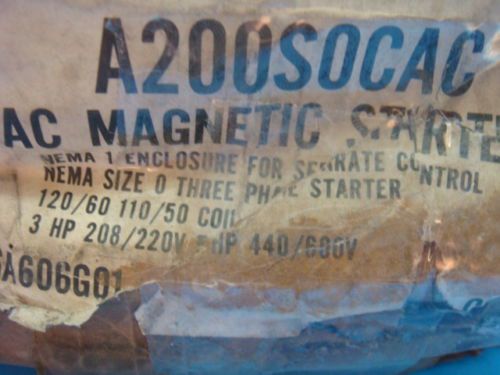 A200SOCAC
AC MAGNETIC STARTE
NEMA 1 ENCLOSURE FOR SEPARATE CONTROL
NEMA SIZE 0 THREE PHASE STARTER
120/60 110/50 COIL
3 HP 208/220V HP 440/600V
A606G01